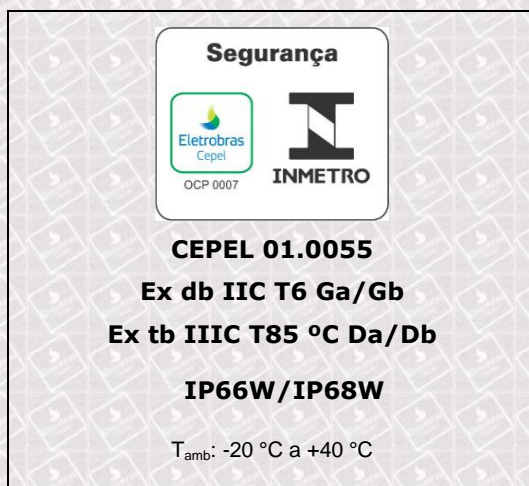 Segurança
Eletrobras
Cepel
OCP 0007
INMETRO
CEPEL 01.0055
Ex db IIC T6 Ga/Gb
Ex tb IIIC T85 ºC Da/Db
IP66W/IP68W
Tamb: -20 °C a +40 °C